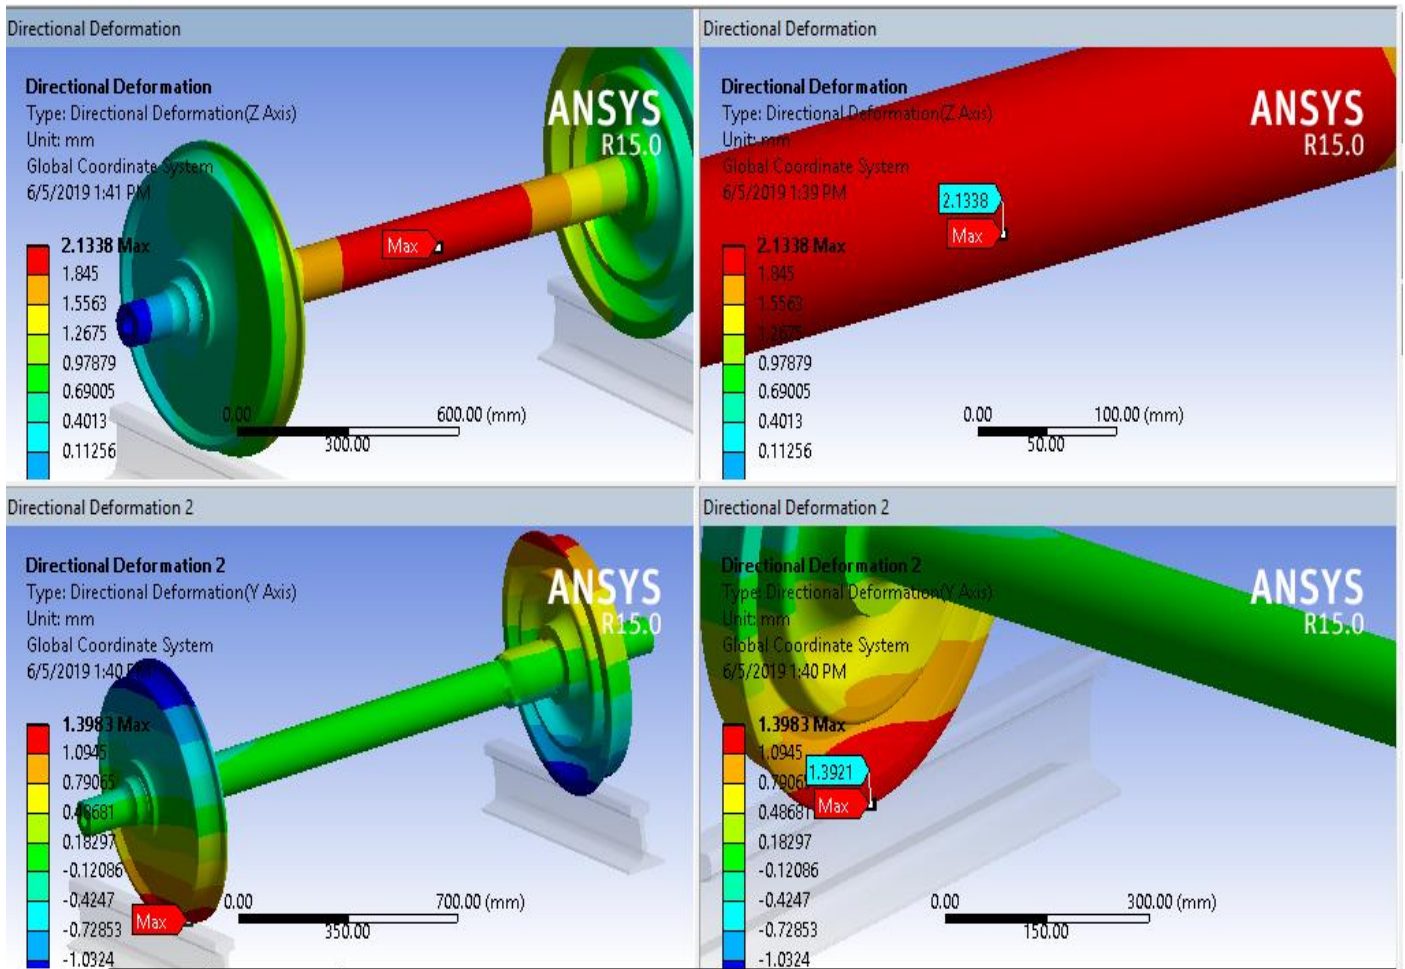 Directional Deformation
Directional Deformation
Type: Directional Deformation(Z Axis)
Unit: mm
Global Coordinate System
6/5/2019 1:41 PM
ANSYS
R15.0
2.1338 Max
1.845
1.5563
1.2675
0.97879
0.69005
0.4013
0.11256
Max
0.00
600.00 (mm)
300.00
Directional Deformation
Directional Deformation
Type: Directional Deformation(Z Axis)
Unit: mm
Global Coordinate System
6/5/2019 1:39 PM
ANSYS
R15.0
2.1338
Max
2.1338 Max
1.845
1.5563
1.2675
0.97879
0.69005
0.4013
0.11256
0.00
100.00 (mm)
50.00
Directional Deformation 2
Directional Deformation 2
Type: Directional Deformation(Y Axis)
Unit: mm
Global Coordinate System
6/5/2019 1:40 PM
ANSYS
R15.0
1.3983 Max
1.0945
0.79065
0.48681
0.18297
-0.12086
-0.4247
-0.72853
-1.0324
Max
0.00
700.00 (mm)
350.00
Directional Deformation 2
Directional Deformation 2
Type: Directional Deformation(Y Axis)
Unit: mm
Global Coordinate System
6/5/2019 1:40 PM
ANSYS
R15.0
1.3983 Max
1.0945
1.3921
0.79065
Max
0.48681
0.18297
-0.12086
-0.4247
-0.72853
-1.0324
0.00
300.00 (mm)
150.00